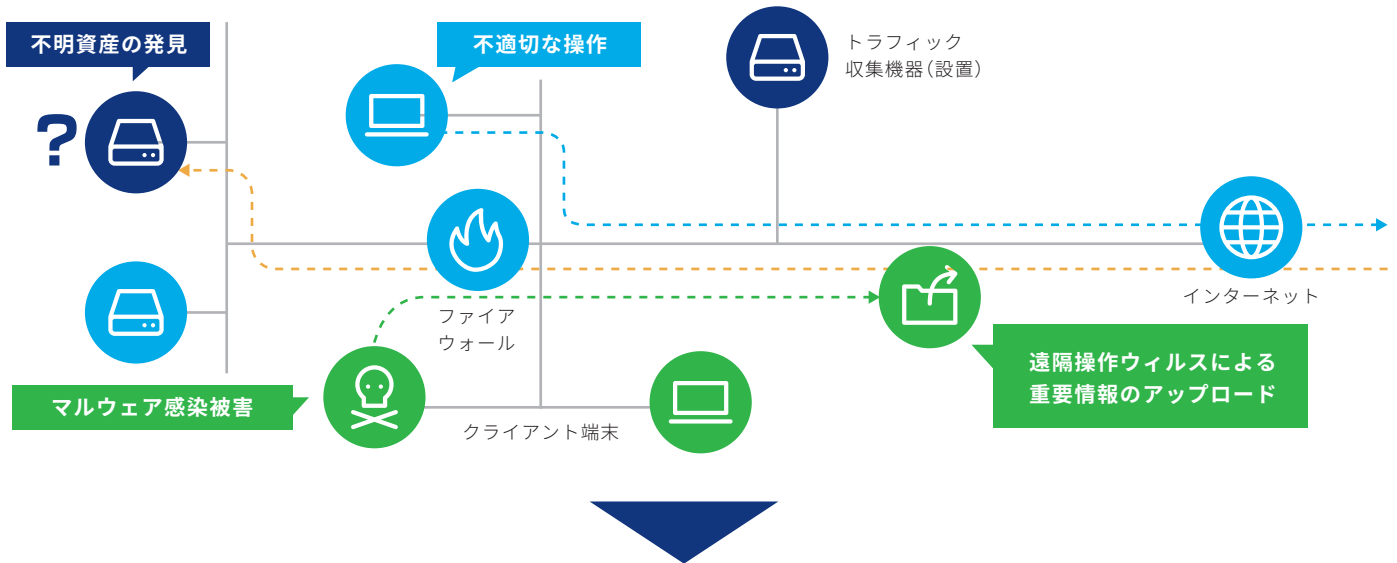 不明資産の発見
不適切な操作
トラフィック
収集機器(設置)
?
ファイア
ウォール
インターネット
遠隔操作ウィルスによる
重要情報のアップロード
マルウェア感染被害
クライアント端末